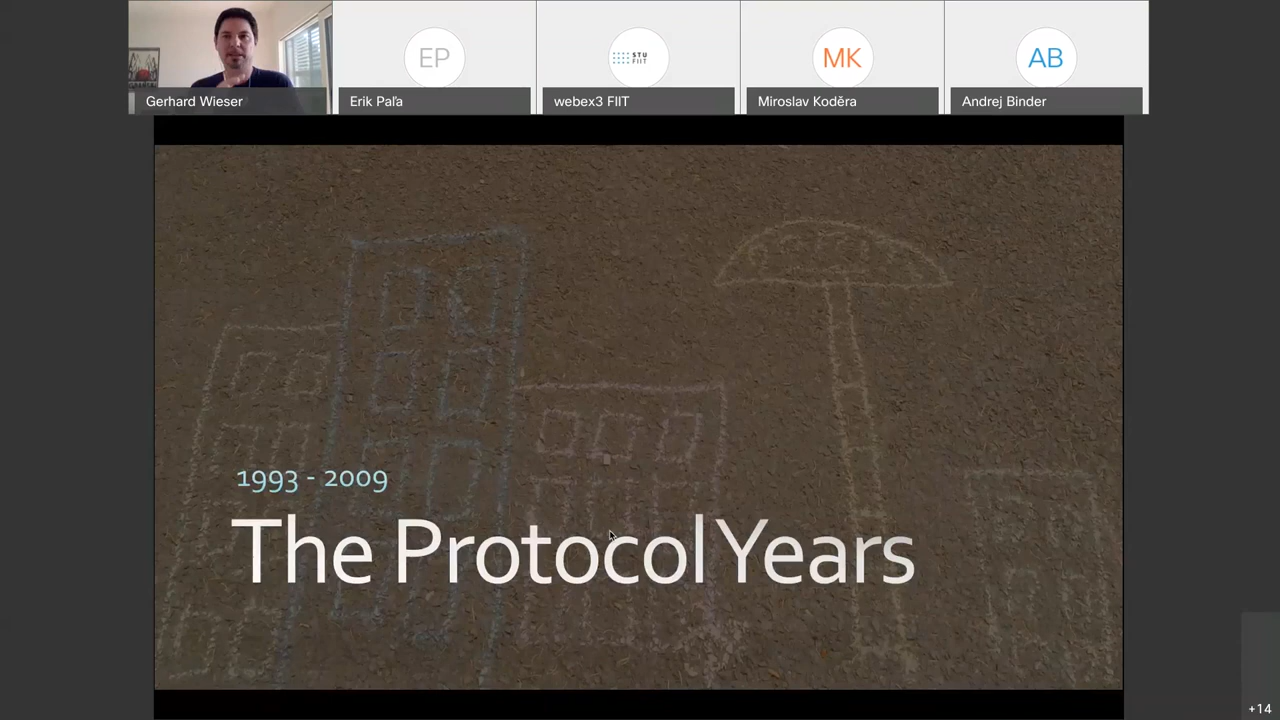 EP
STU
FIIT
MK
AB
Gerhard Wieser
Erik Paľa
webex3 FIIT
Miroslav Koděra
Andrej Binder
1993 - 2009
The Protocol Years
+14